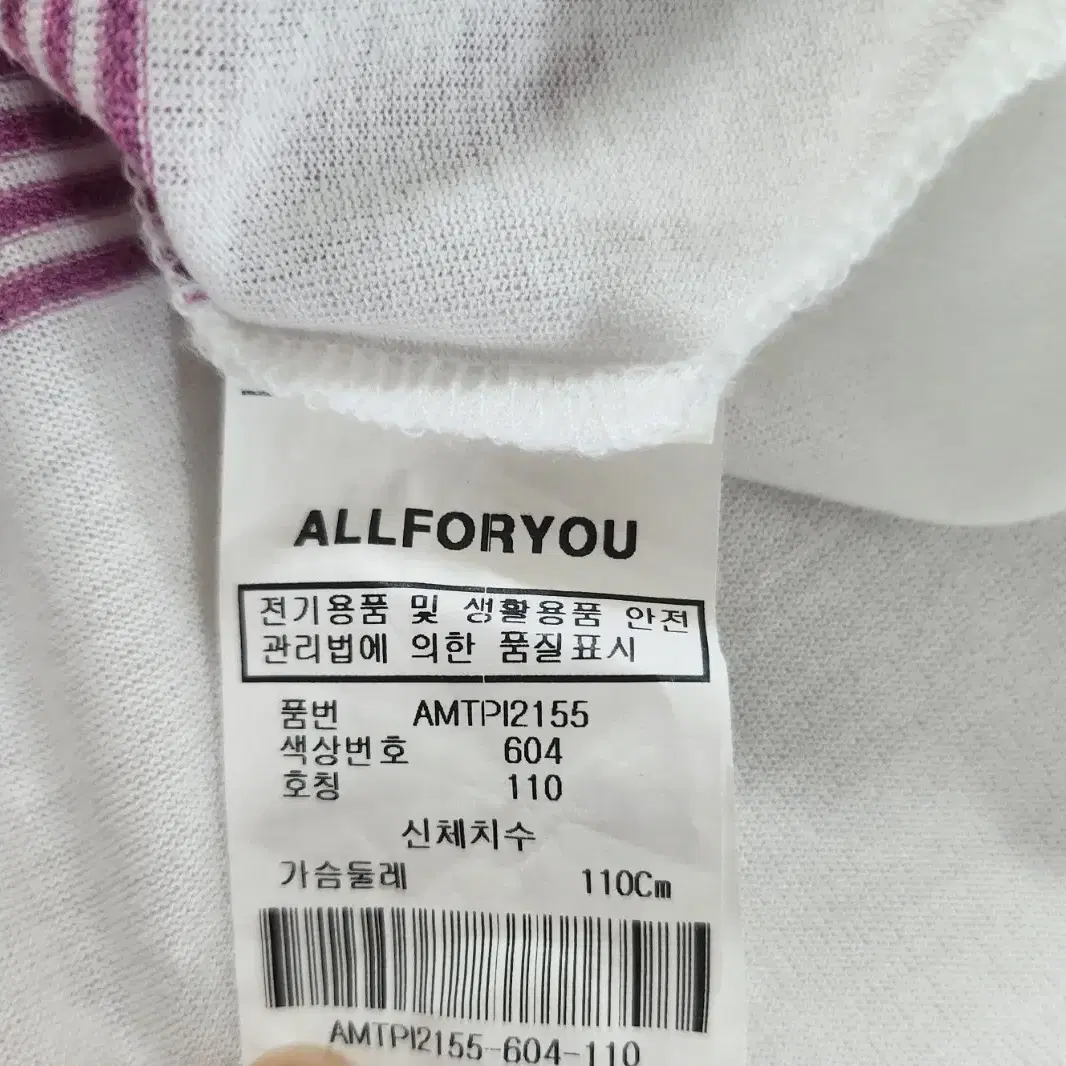 ALLFORYOU
전기용품 및 생활용품 안전
관리법에 의한 품질표시
품번 AMTPI2155
색상번호 604
호칭 110
신체치수
가슴둘레 110Cm
AMTPI2155-604-110